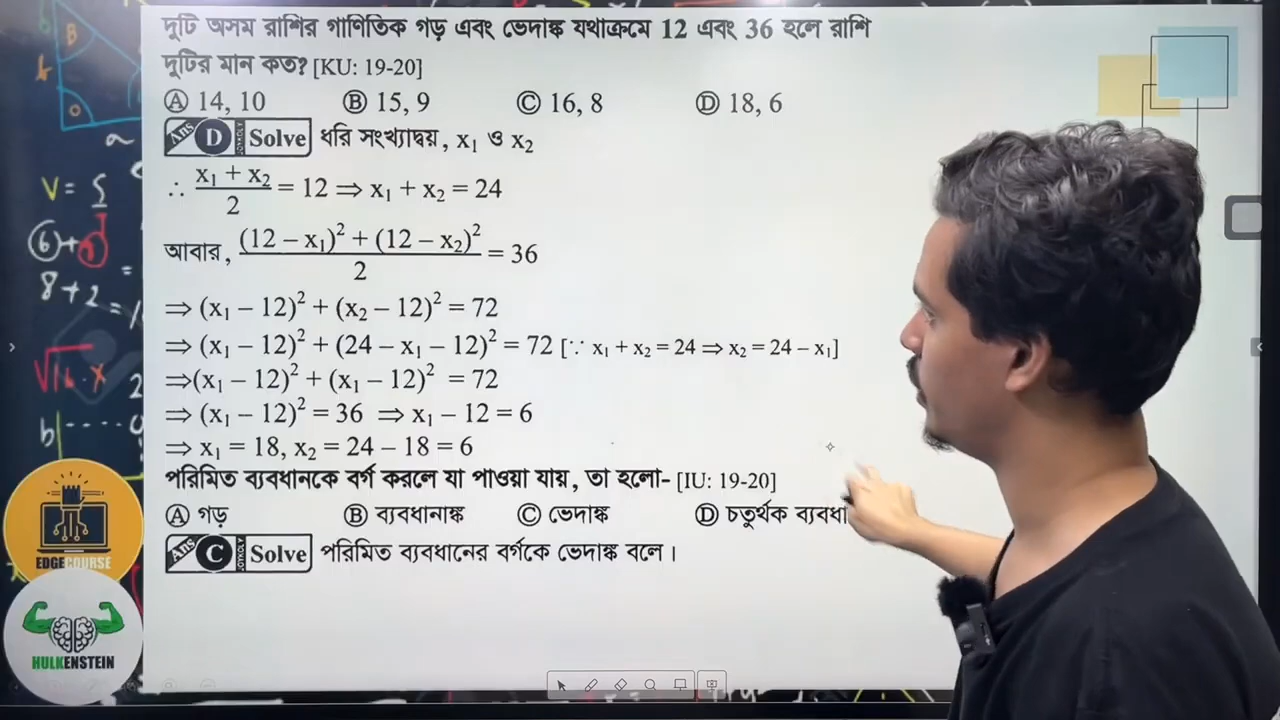 দুটি অসম রাশির গাণিতিক গড় এবং ভেদাঙ্ক যথাক্রমে 12 এবং 36 হলে রাশি
দুটির মান কত? [KU: 19-20]
Ⓐ 14, 10 Ⓑ 15, 9 Ⓒ 16, 8 Ⓓ 18, 6
Ans D JOYKOLY Solve ধরি সংখ্যাদ্বয়, x₁ ও x₂
∴ (x₁ + x₂)/2 = 12 ⇒ x₁ + x₂ = 24
আবার, ((12 – x₁)² + (12 – x₂)²)/2 = 36
⇒ (x₁ – 12)² + (x₂ – 12)² = 72
⇒ (x₁ – 12)² + (24 – x₁ – 12)² = 72 [∵ x₁ + x₂ = 24 ⇒ x₂ = 24 – x₁]
⇒(x₁ – 12)² + (x₁ – 12)² = 72
⇒ (x₁ – 12)² = 36 ⇒ x₁ – 12 = 6
⇒ x₁ = 18, x₂ = 24 – 18 = 6
পরিমিত ব্যবধানকে বর্গ করলে যা পাওয়া যায়, তা হলো- [IU: 19-20]
Ⓐ গড় Ⓑ ব্যবধানাঙ্ক Ⓒ ভেদাঙ্ক Ⓓ চতুর্থক ব্যবধা
Ans C JOYKOLY Solve পরিমিত ব্যবধানের বর্গকে ভেদাঙ্ক বলে।
EDGECOURSE
HULKENSTEIN